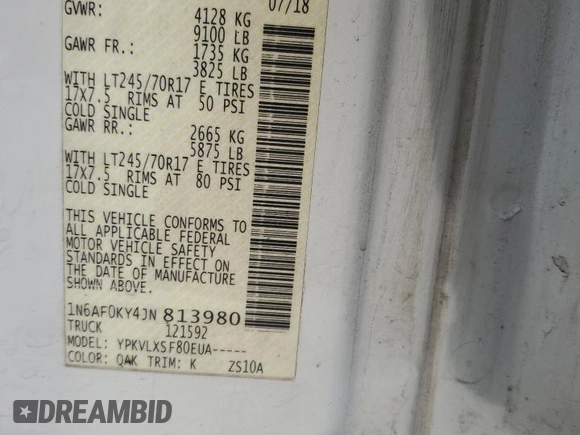 07/18
GVWR: 4128 KG
9100 LB
GAWR FR.: 1735 KG
3825 LB
WITH LT245/70R17 E TIRES
17X7.5 RIMS AT 50 PSI
COLD SINGLE
GAWR RR.: 2665 KG
5875 LB
WITH LT245/70R17 E TIRES
17X7.5 RIMS AT 80 PSI
COLD SINGLE
THIS VEHICLE CONFORMS TO
ALL APPLICABLE FEDERAL
MOTOR VEHICLE SAFETY
STANDARDS IN EFFECT ON
THE DATE OF MANUFACTURE
SHOWN ABOVE.
1N6AF0KY4JN813980
TRUCK 121592
MODEL: YPKVLXSF80EUA-----
COLOR: QAK TRIM: K ZS10A
DREAMBID